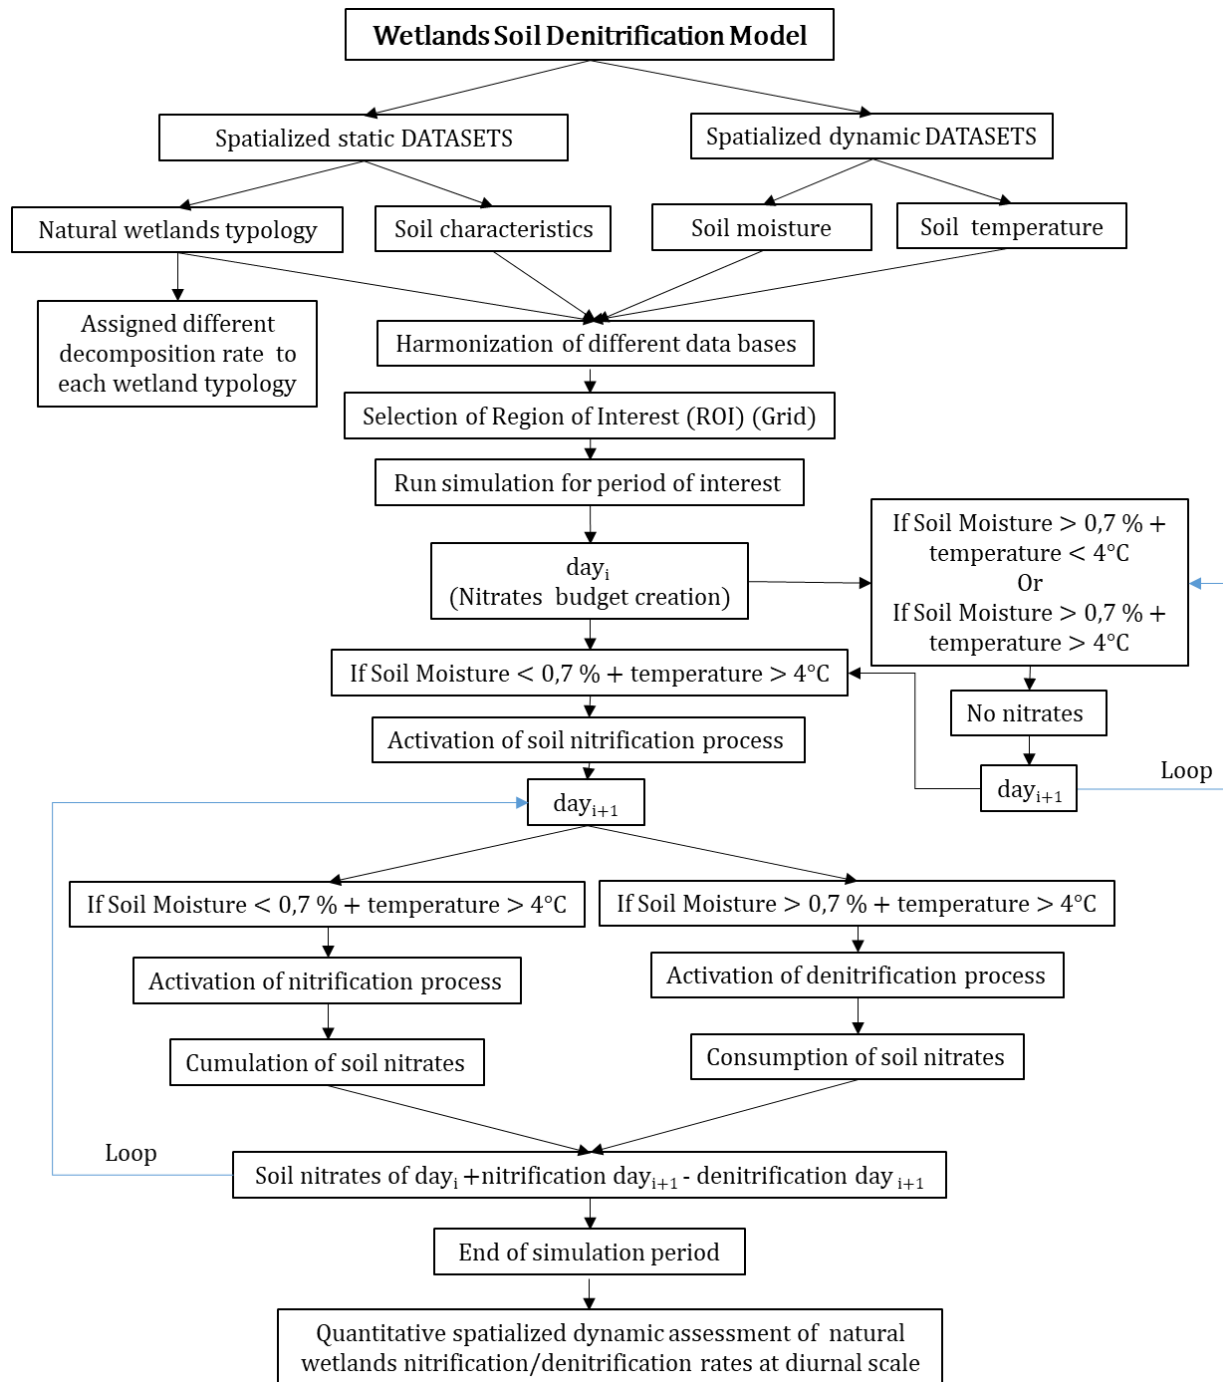 Wetlands Soil Denitrification Model
Spatialized static DATASETS
Spatialized dynamic DATASETS
Natural wetlands typology
Soil characteristics
Soil moisture
Soil temperature
Assigned different
decomposition rate to
each wetland typology
Harmonization of different data bases
Selection of Region of Interest (ROI) (Grid)
Run simulation for period of interest
day_i
(Nitrates budget creation)
If Soil Moisture > 0,7 % +
temperature < 4°C
Or
If Soil Moisture > 0,7 % +
temperature > 4°C
If Soil Moisture < 0,7 % + temperature > 4°C
No nitrates
Activation of soil nitrification process
day_{i+1}
Loop
day_{i+1}
If Soil Moisture < 0,7 % + temperature > 4°C
If Soil Moisture > 0,7 % + temperature > 4°C
Activation of nitrification process
Activation of denitrification process
Cumulation of soil nitrates
Consumption of soil nitrates
Loop
Soil nitrates of day_i +nitrification day_{i+1} - denitrification day_{i+1}
End of simulation period
Quantitative spatialized dynamic assessment of natural
wetlands nitrification/denitrification rates at diurnal scale